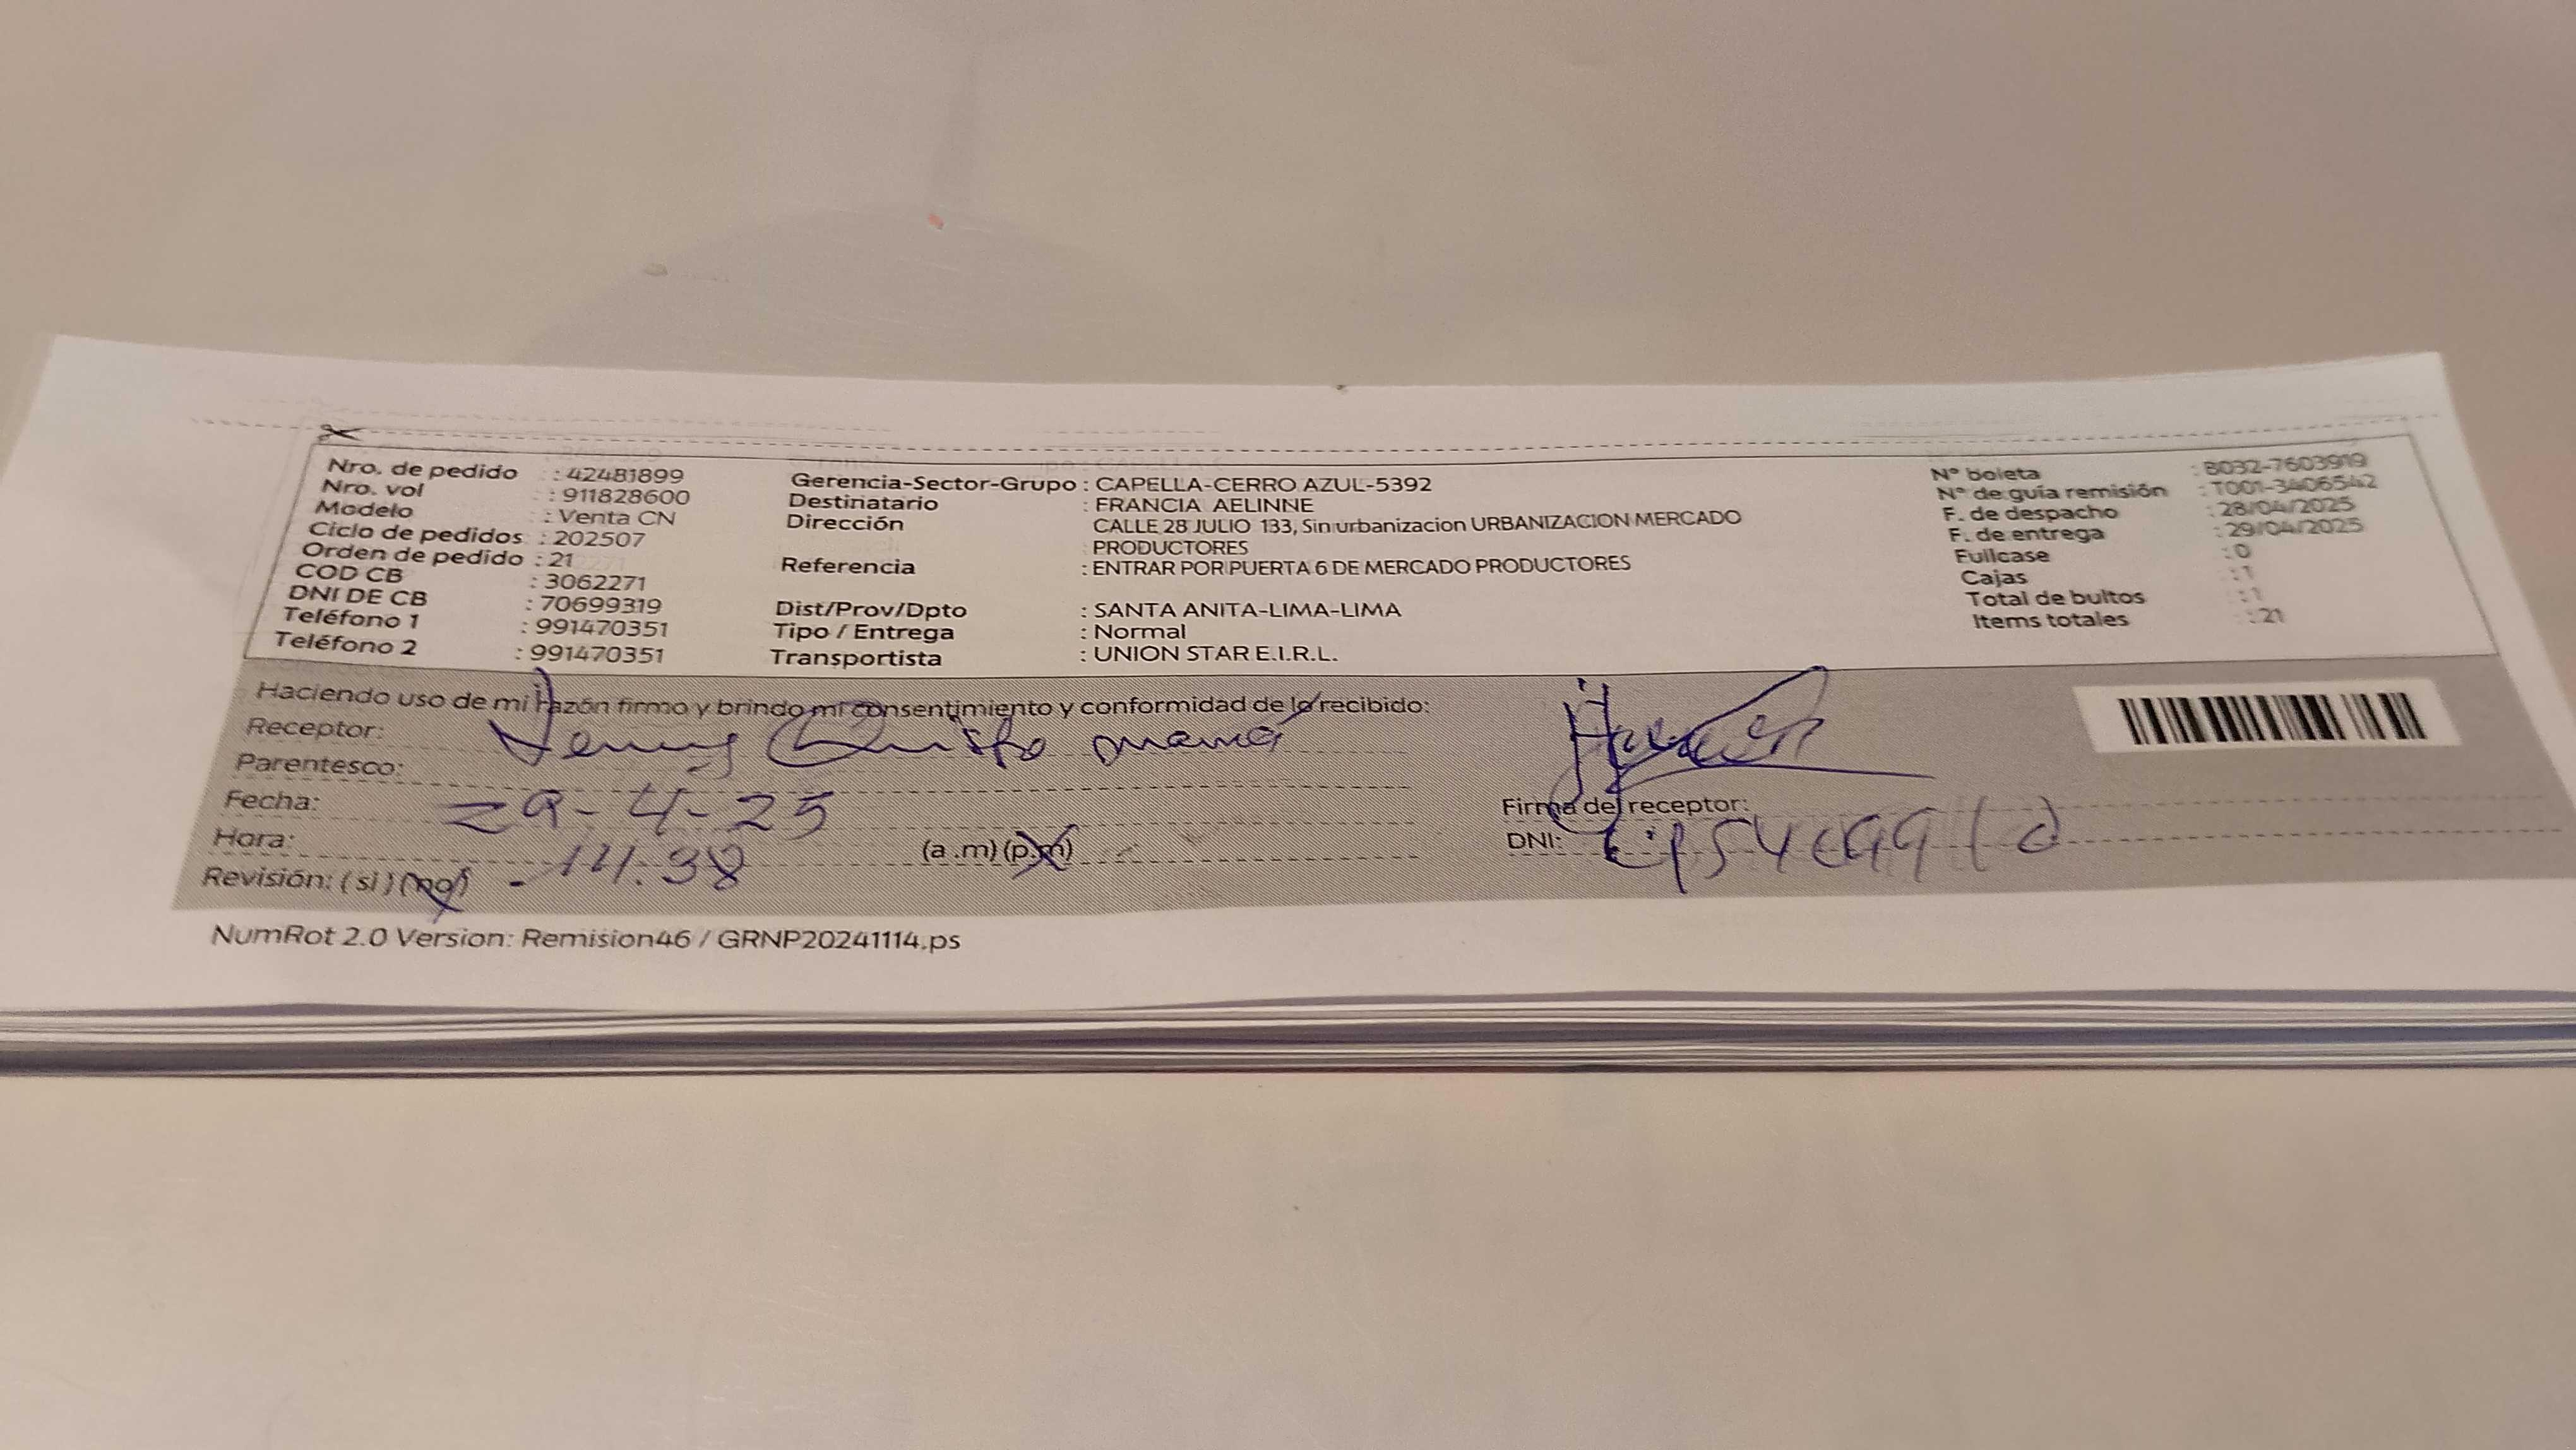 Nro. de pedido : 42481899
Nro. vol : 911828600
Modelo : Venta CN
Ciclo de pedidos : 202507
Orden de pedido : 21
COD CB : 3062271
DNI DE CB : 70699319
Teléfono 1 : 991470351
Teléfono 2 : 991470351
Gerencia-Sector-Grupo : CAPELLA-CERRO AZUL-5392
Destinatario : FRANCIA AELINNE
Dirección CALLE 28 JULIO 133, Sin urbanizacion URBANIZACION MERCADO
PRODUCTORES
Referencia : ENTRAR POR PUERTA 6 DE MERCADO PRODUCTORES
Dist/Prov/Dpto : SANTA ANITA-LIMA-LIMA
Tipo / Entrega : Normal
Transportista : UNION STAR E.I.R.L.
N° boleta : B032-7603919
N° de guía remisión : T001-3406542
F. de despacho : 28/04/2025
F. de entrega : 29/04/2025
Fullcase : 0
Cajas : 1
Total de bultos : 1
Items totales : 21
Haciendo uso de mi razón firmo y brindo mi consentimiento y conformidad de lo recibido:
Receptor: Jenny Quispe mamá
Parentesco:
Fecha: 29-4-25
Hora: 14.38 (a .m) (p.m)
Revisión: (si) (no)
Firma del receptor:
DNI:
NumRot 2.0 Version: Remision46 / GRNP20241114.ps